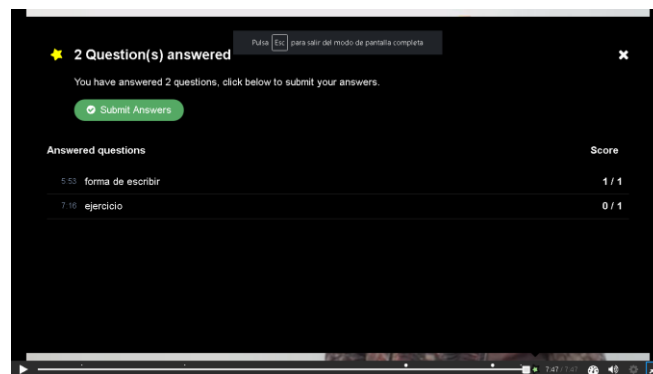 Pulsa Esc para salir del modo de pantalla completa
2 Question(s) answered
You have answered 2 questions, click below to submit your answers.
Submit Answers
Answered questions Score
5:53 forma de escribir 1 / 1
7:16 ejercicio 0 / 1
7:47 / 7:47